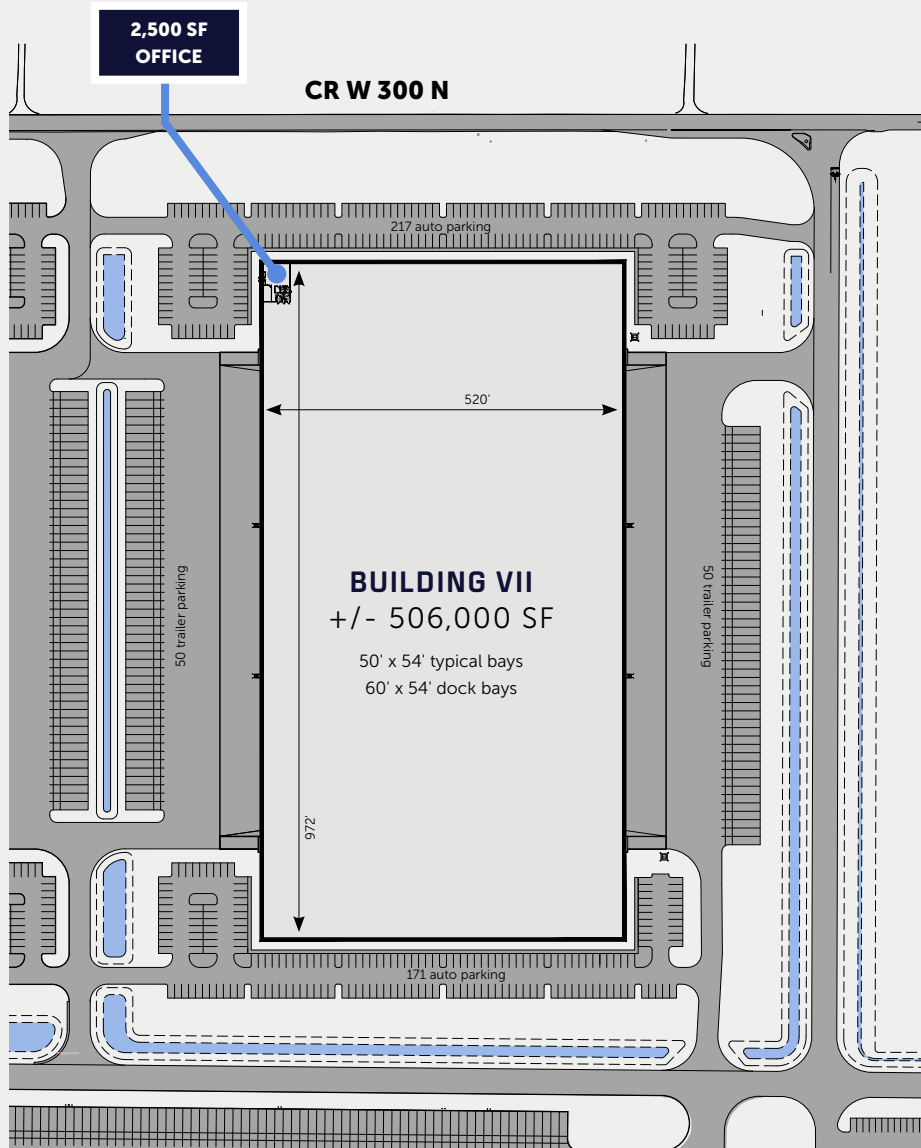 2,500 SF
OFFICE
CR W 300 N
217 auto parking
520'
50 trailer parking
50 trailer parking
BUILDING VII
+/- 506,000 SF
50' x 54' typical bays
60' x 54' dock bays
972'
171 auto parking